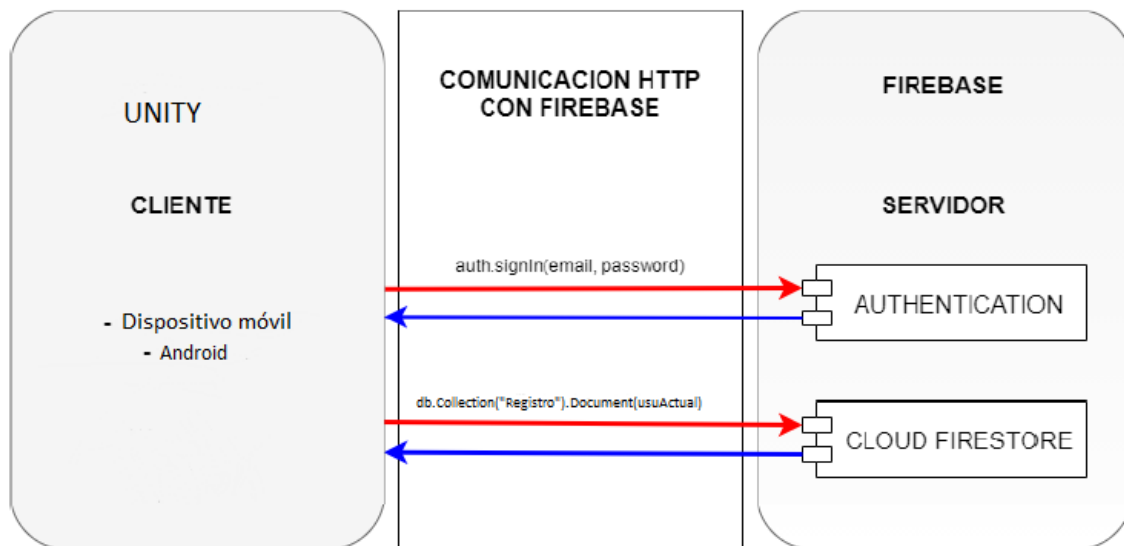 UNITY
CLIENTE
- Dispositivo móvil
- Android
COMUNICACION HTTP
CON FIREBASE
auth.signIn(email, password)
db.Collection("Registro").Document(usuActual)
FIREBASE
SERVIDOR
AUTHENTICATION
CLOUD FIRESTORE